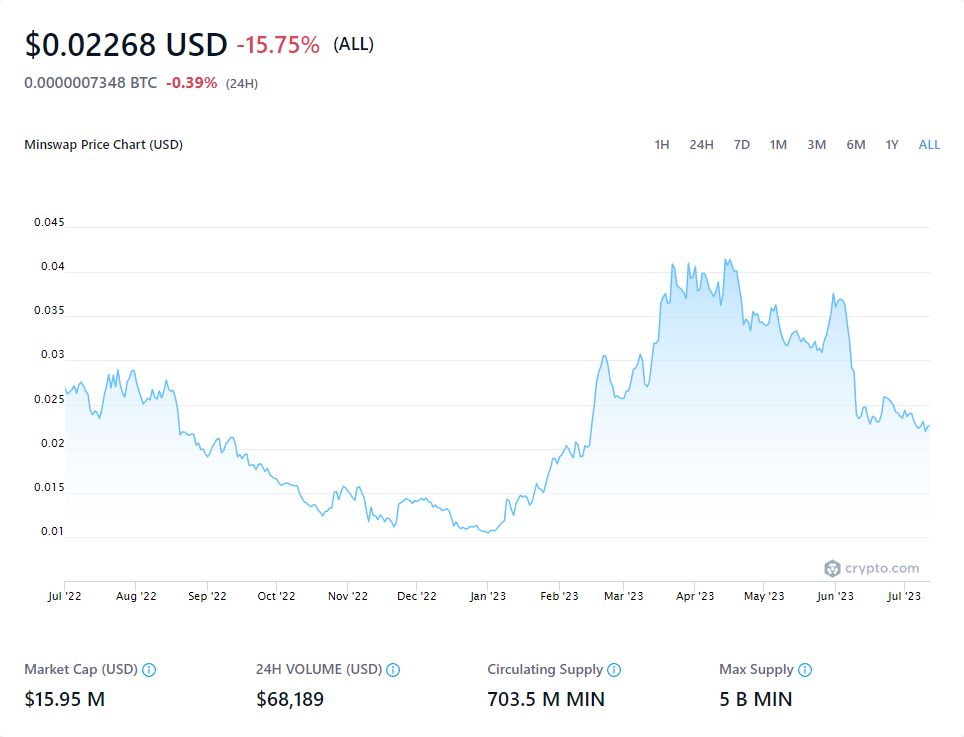 $0.02268 USD -15.75% (ALL)
0.0000007348 BTC -0.39% (24H)
Minswap Price Chart (USD) 1H 24H 7D 1M 3M 6M 1Y ALL
0.045
0.04
0.035
0.03
0.025
0.02
0.015
0.01
crypto.com
Jul '22 Aug '22 Sep '22 Oct '22 Nov '22 Dec '22 Jan '23 Feb '23 Mar '23 Apr '23 May '23 Jun '23 Jul '23
Market Cap (USD) 24H VOLUME (USD) Circulating Supply Max Supply
$15.95 M $68,189 703.5 M MIN 5 B MIN